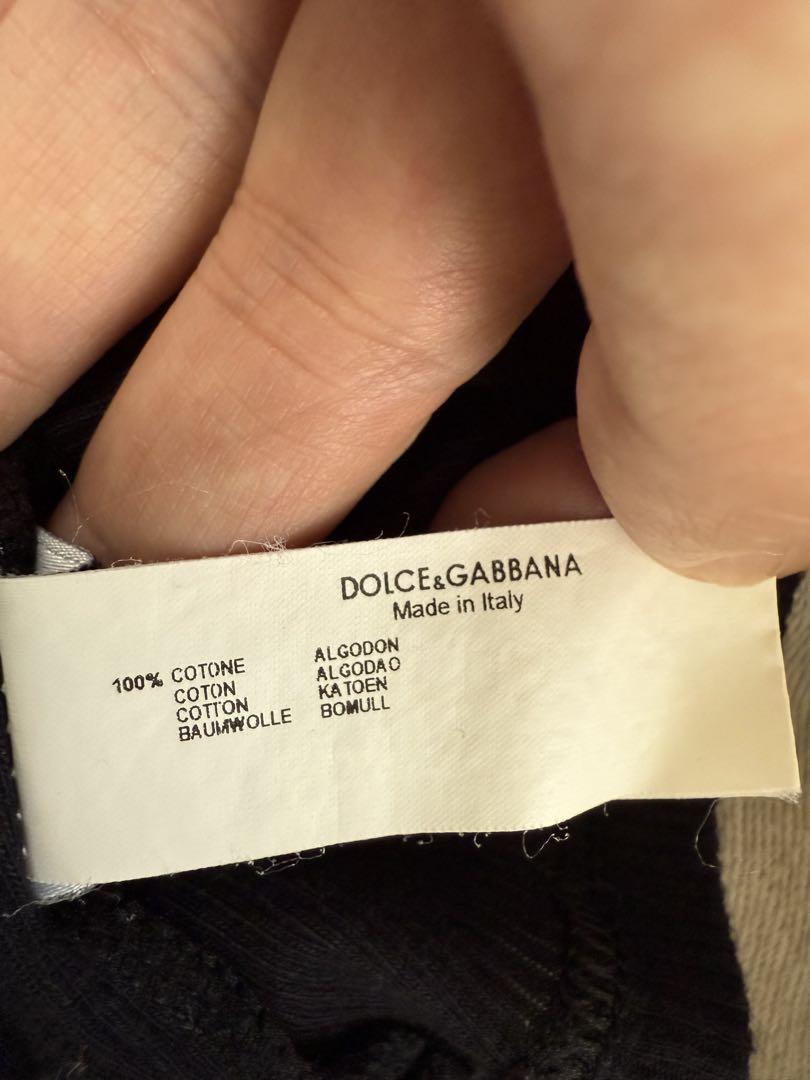 DOLCE&GABBANA
Made in Italy
100% COTONE
COTON
COTTON
BAUMWOLLE
ALGODON
ALGODAO
KATOEN
BOMULL